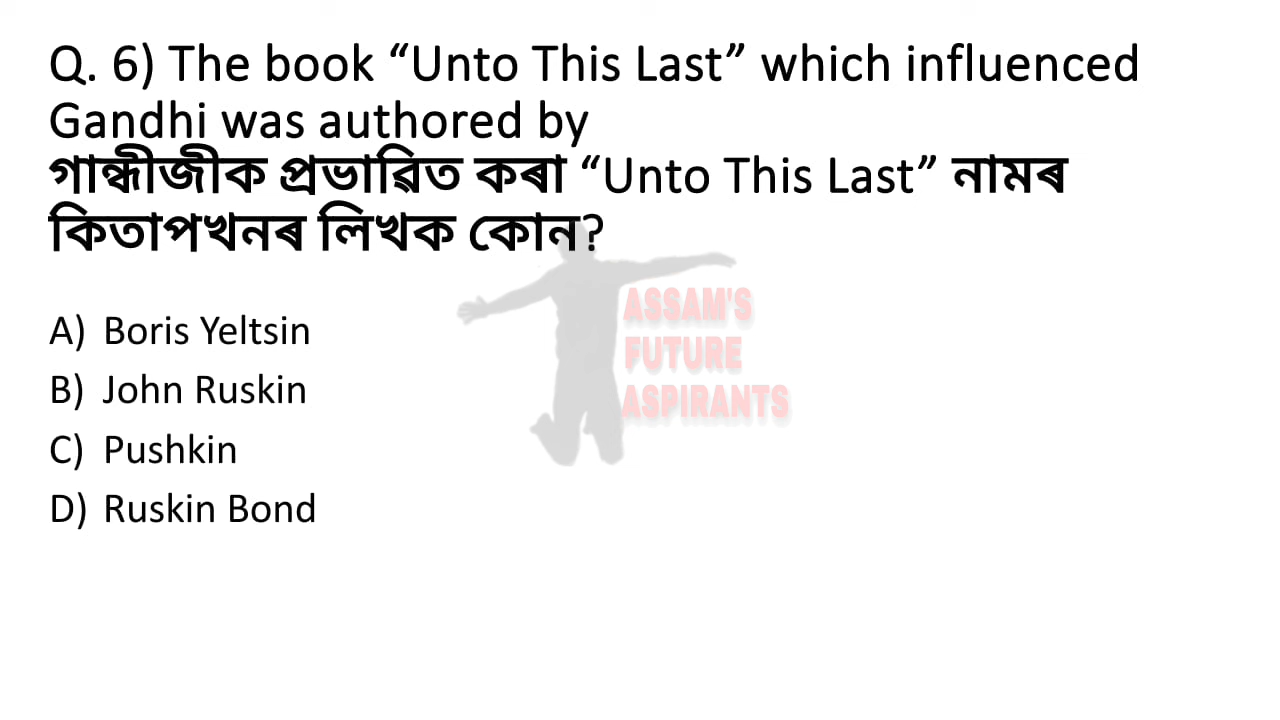 Q. 6) The book “Unto This Last” which influenced
Gandhi was authored by
গান্ধীজীক প্ৰভাৱিত কৰা “Unto This Last” নামৰ
কিতাপখনৰ লিখক কোন?
A) Boris Yeltsin
B) John Ruskin
C) Pushkin
D) Ruskin Bond
ASSAM'S
FUTURE
ASPIRANTS